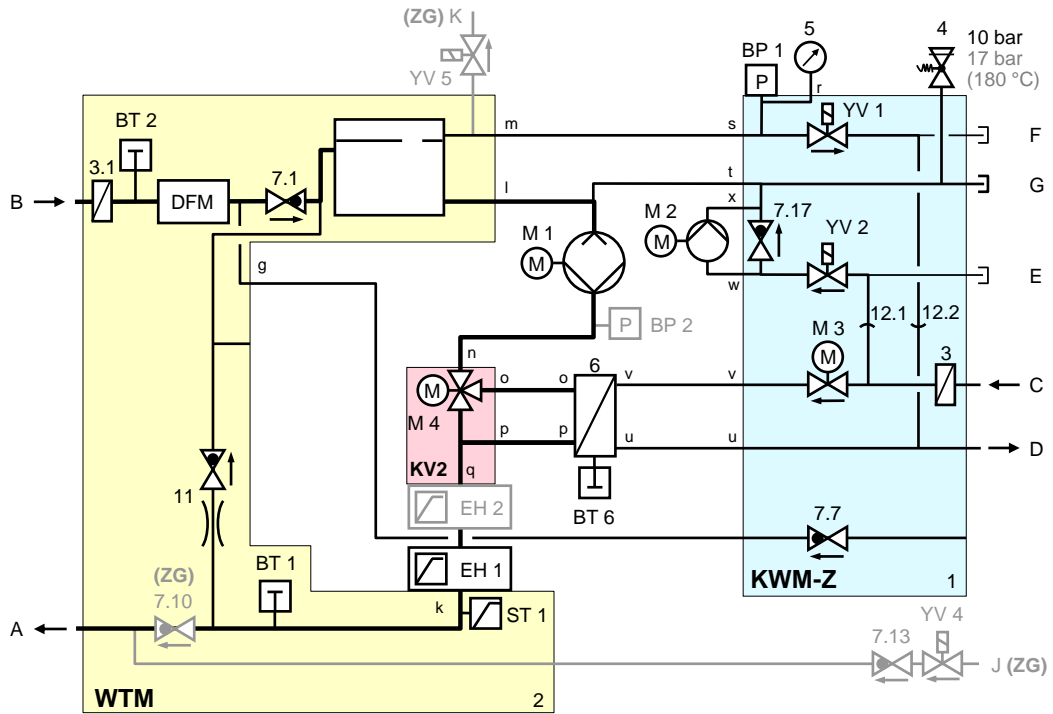 (ZG) K
YV 5
BP 1
P
5
4
10 bar
17 bar
(180 °C)
r
BT 2
3.1
B
DFM
7.1
m
s
YV 1
F
l
t
G
x
M 1
M
M 2
M
7.17
YV 2
g
w
E
12.1
12.2
P
BP 2
M 3
M
n
6
3
M
M 4
o
o
v
v
C
p
p
u
u
D
KV2
q
11
EH 2
BT 6
7.7
BT 1
EH 1
KWM-Z
1
(ZG)
7.10
k
ST 1
YV 4
A
7.13
J (ZG)
WTM
2